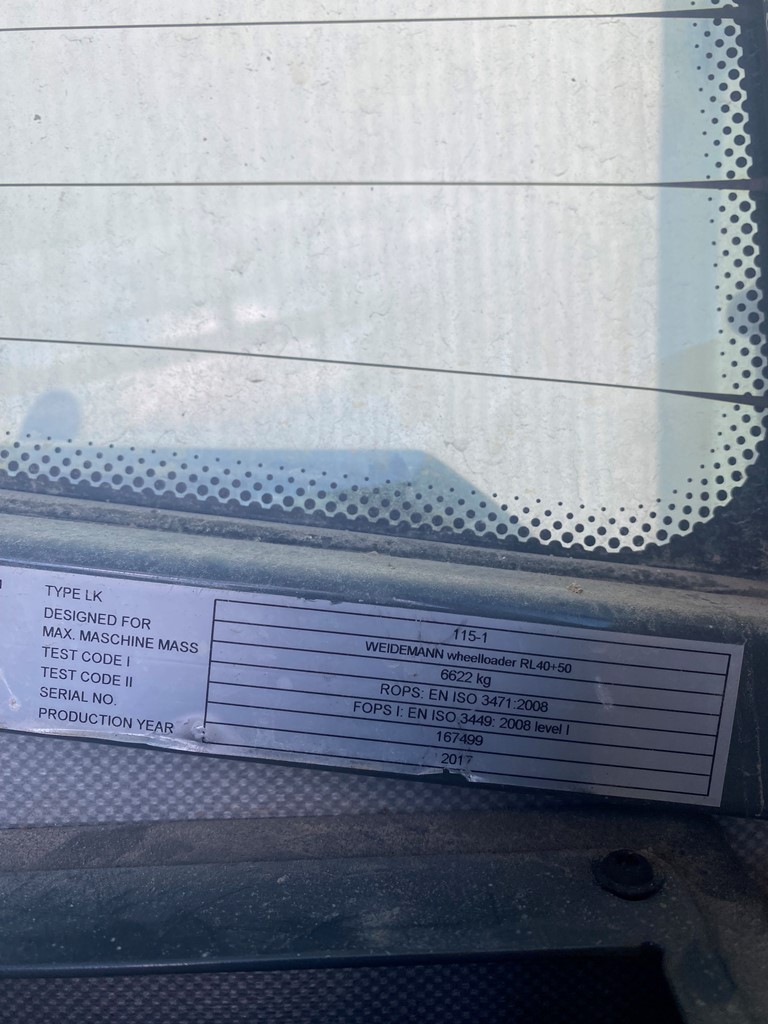 TYPE LK 115-1
DESIGNED FOR WEIDEMANN wheelloader RL40+50
MAX. MASCHINE MASS 6622 kg
TEST CODE I ROPS: EN ISO 3471:2008
TEST CODE II FOPS I: EN ISO 3449: 2008 level I
SERIAL NO. 167499
PRODUCTION YEAR 2017